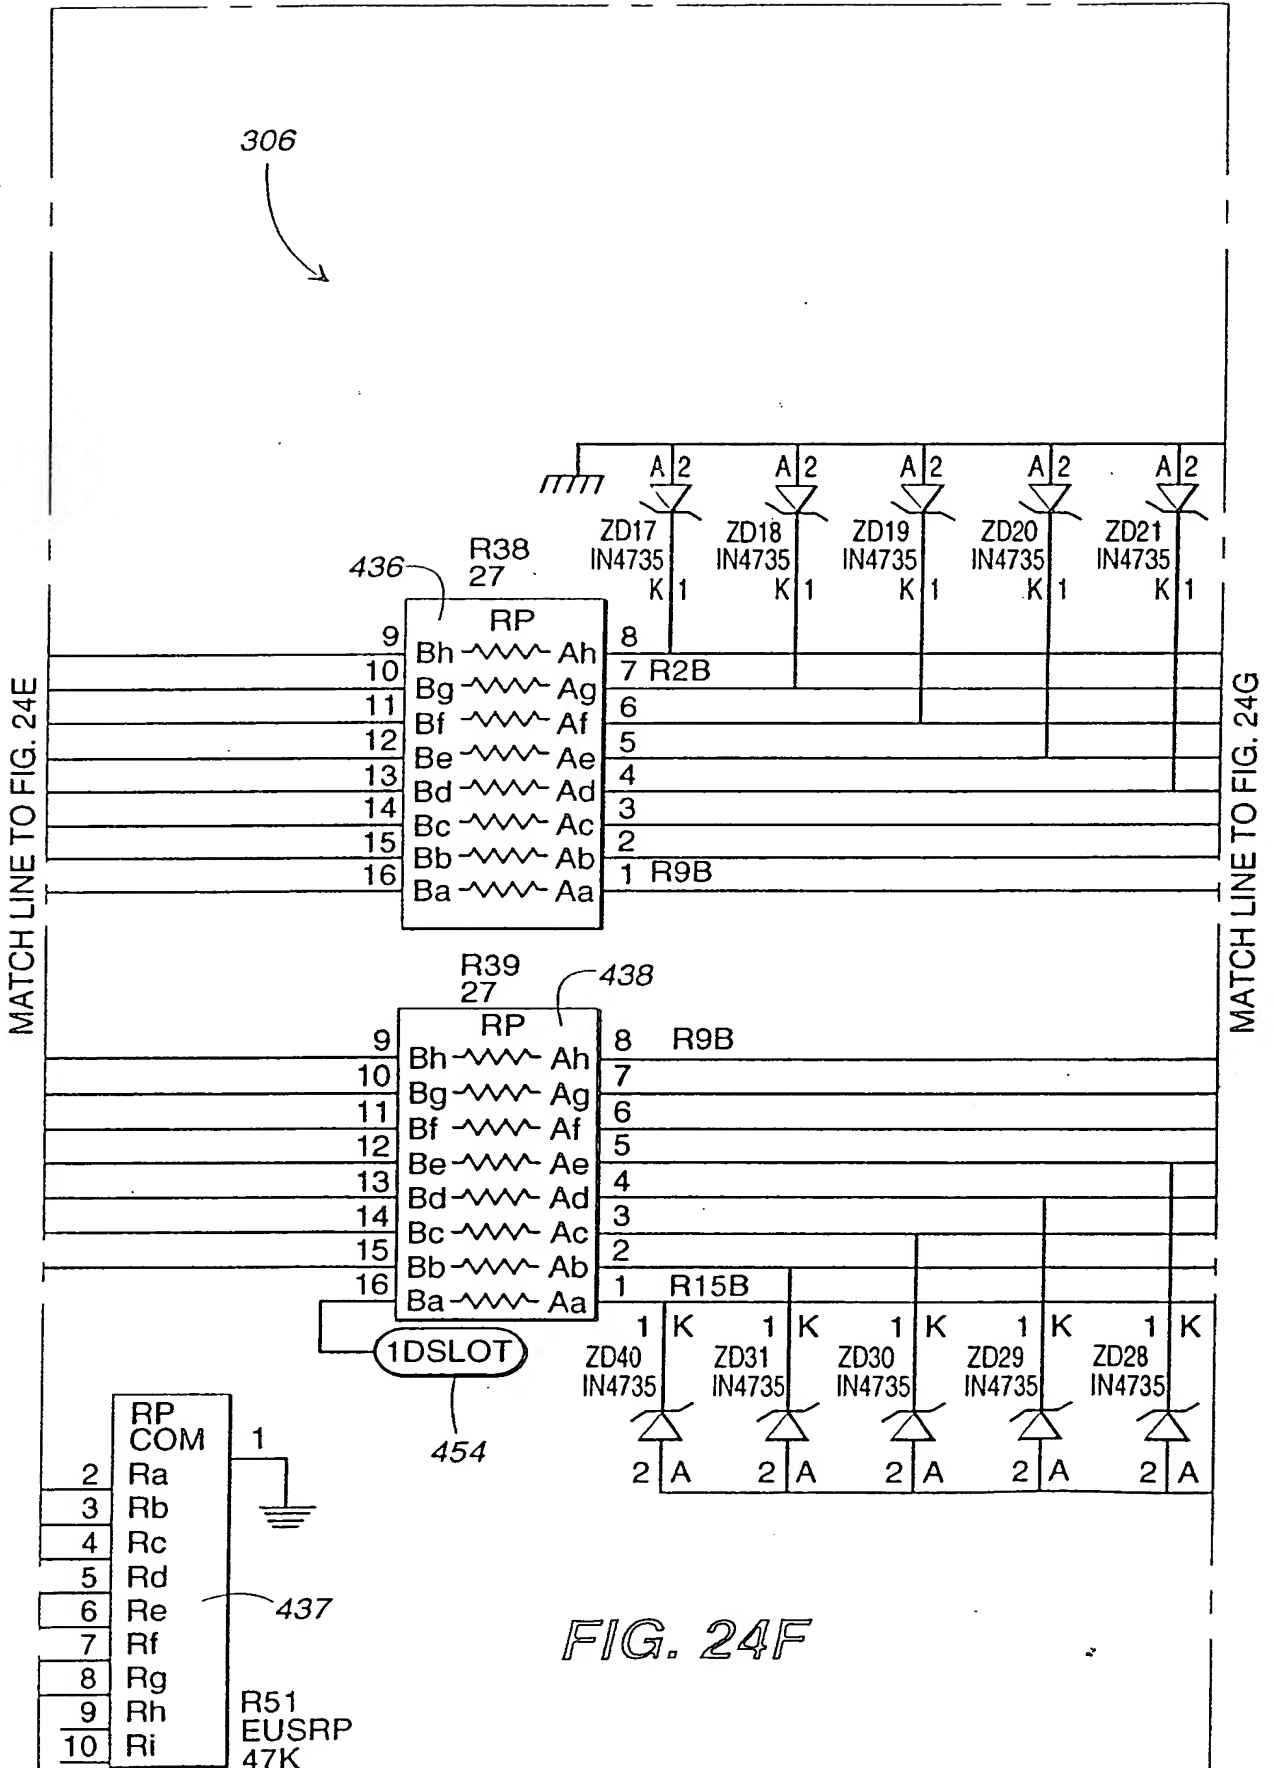 306
A 2 A 2 A 2 A 2 A 2
ZD17 ZD18 ZD19 ZD20 ZD21
IN4735 IN4735 IN4735 IN4735 IN4735
K 1 K 1 K 1 K 1 K 1
R38
27
436
RP
9 Bh Ah 8
10 Bg Ag 7 R2B
11 Bf Af 6
12 Be Ae 5
13 Bd Ad 4
14 Bc Ac 3
15 Bb Ab 2
16 Ba Aa 1 R9B
MATCH LINE TO FIG. 24E
MATCH LINE TO FIG. 24G
R39
27
438
RP
9 Bh Ah 8 R9B
10 Bg Ag 7
11 Bf Af 6
12 Be Ae 5
13 Bd Ad 4
14 Bc Ac 3
15 Bb Ab 2
16 Ba Aa 1 R15B
1DSLOT
454
1 K 1 K 1 K 1 K 1 K
ZD40 ZD31 ZD30 ZD29 ZD28
IN4735 IN4735 IN4735 IN4735 IN4735
2 A 2 A 2 A 2 A 2 A
RP
COM 1
2 Ra
3 Rb
4 Rc
5 Rd
6 Re
7 Rf
8 Rg
9 Rh
10 Ri
437
R51
EUSRP
47K
FIG. 24F